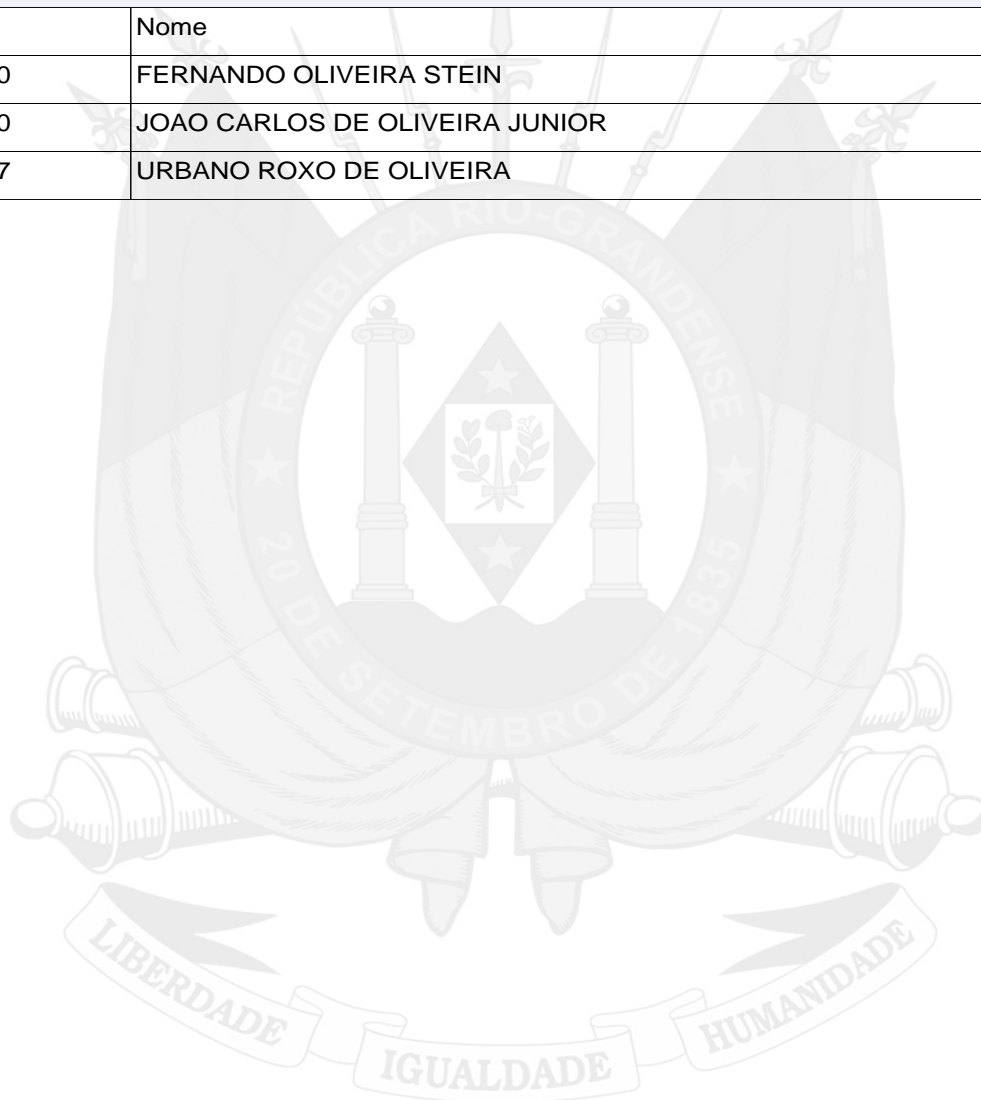 Nome
0 FERNANDO OLIVEIRA STEIN
0 JOAO CARLOS DE OLIVEIRA JUNIOR
7 URBANO ROXO DE OLIVEIRA
REPÚBLICA RIO-GRANDENSE
20 DE SETEMBRO DE 1835
LIBERDADE IGUALDADE HUMANIDADE